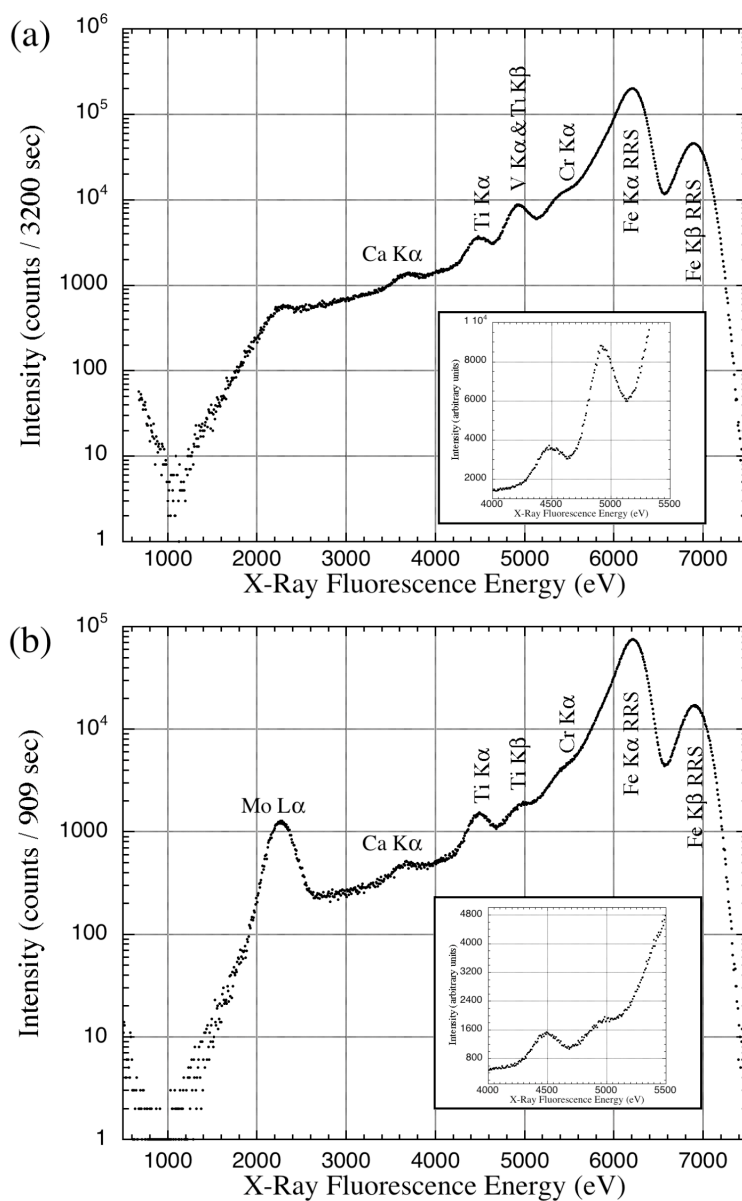 (a)
10^6
10^5
10^4
1000
100
10
1
Intensity (counts / 3200 sec)
Ca Kα
Ti Kα
V Kα & Ti Kβ
Cr Kα
Fe Kα RRS
Fe Kβ RRS
1 10^4
8000
6000
4000
2000
Intensity (arbitrary units)
4000 4500 5000 5500
X-Ray Fluorescence Energy (eV)
1000 2000 3000 4000 5000 6000 7000
X-Ray Fluorescence Energy (eV)
(b)
10^5
10^4
1000
100
10
1
Intensity (counts / 909 sec)
Mo Lα
Ca Kα
Ti Kα
Ti Kβ
Cr Kα
Fe Kα RRS
Fe Kβ RRS
4800
4000
3200
2400
1600
800
Intensity (arbitrary units)
4000 4500 5000 5500
X-Ray Fluorescence Energy (eV)
1000 2000 3000 4000 5000 6000 7000
X-Ray Fluorescence Energy (eV)